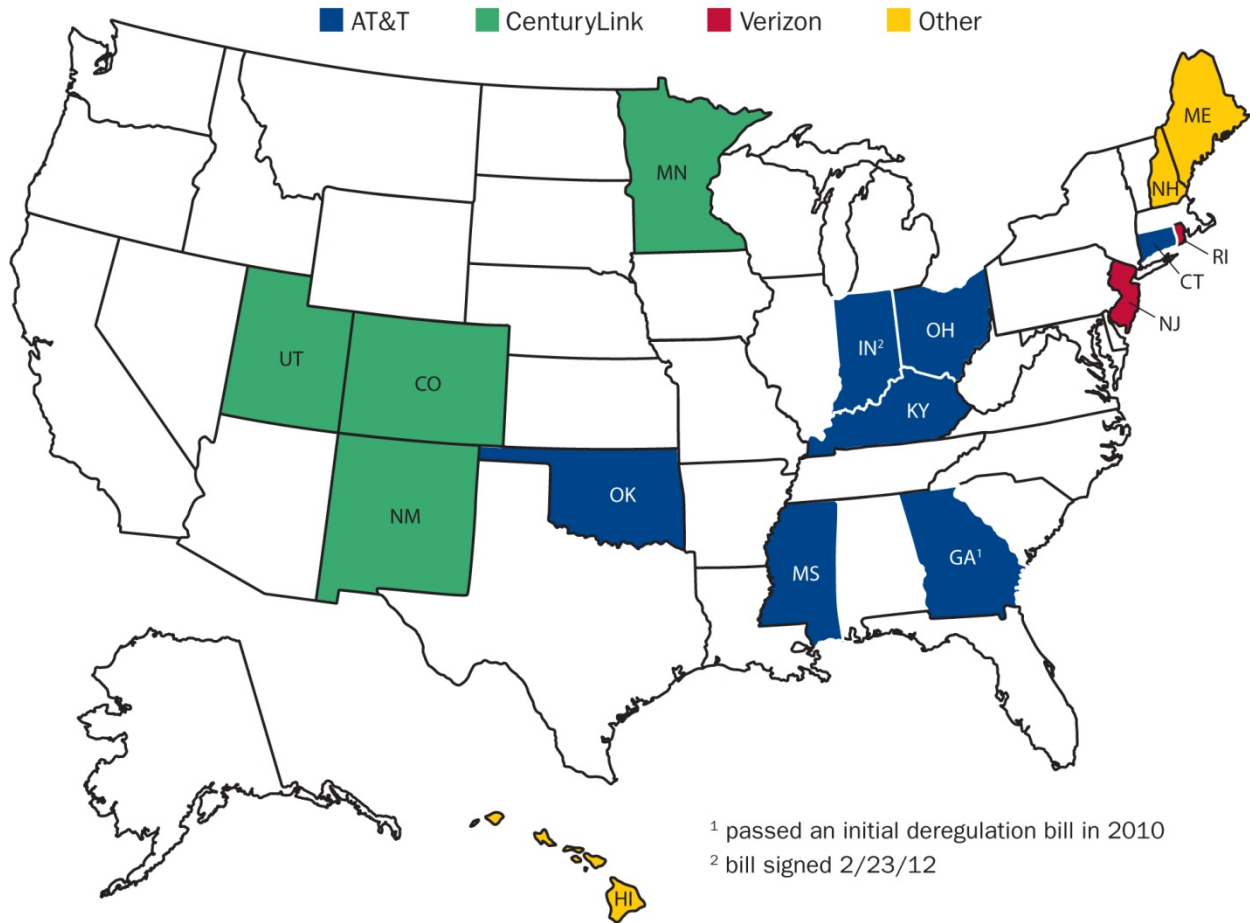 AT&T CenturyLink Verizon Other
ME
MN
NH
RI
CT
NJ
OH
IN²
UT
CO
KY
OK
NM
GA¹
MS
¹ passed an initial deregulation bill in 2010
² bill signed 2/23/12
HI